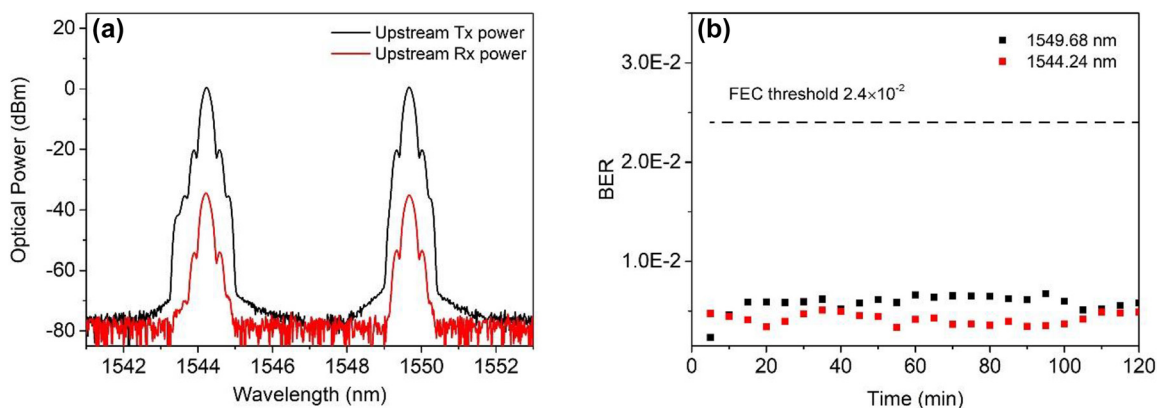 (a)
Upstream Tx power
Upstream Rx power
Optical Power (dBm)
20
0
-20
-40
-60
-80
1542 1544 1546 1548 1550 1552
Wavelength (nm)
(b)
1549.68 nm
1544.24 nm
FEC threshold 2.4×10⁻²
BER
3.0E-2
2.0E-2
1.0E-2
0 20 40 60 80 100 120
Time (min)